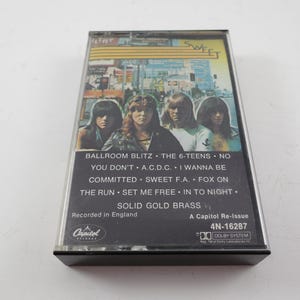 SWEET
BALLROOM BLITZ • THE 6-TEENS • NO
YOU DON'T • A.C.D.C. • I WANNA BE
COMMITTED • SWEET F.A. • FOX ON
THE RUN • SET ME FREE • IN TO NIGHT •
SOLID GOLD BRASS
Recorded in England
A Capitol Re-Issue
Capitol
4N-16287
DOLBY SYSTEM